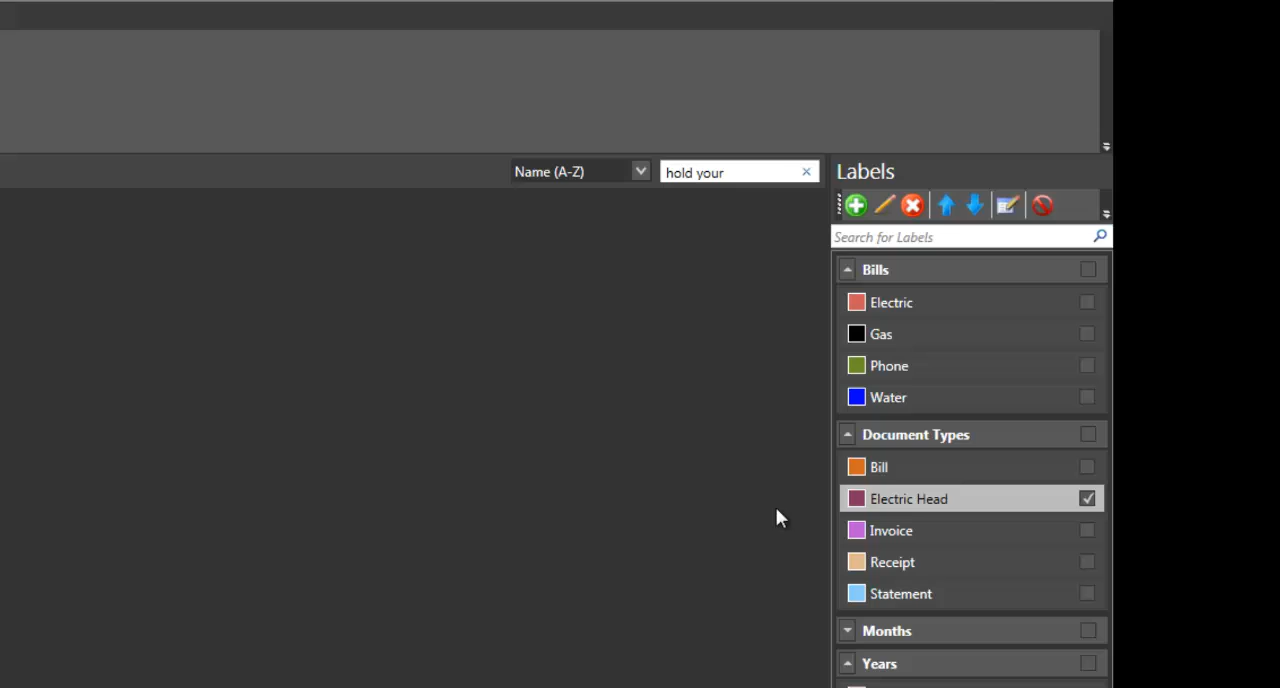 Name (A-Z)
hold your
Labels
Search for Labels
Bills
Electric
Gas
Phone
Water
Document Types
Bill
Electric Head
Invoice
Receipt
Statement
Months
Years